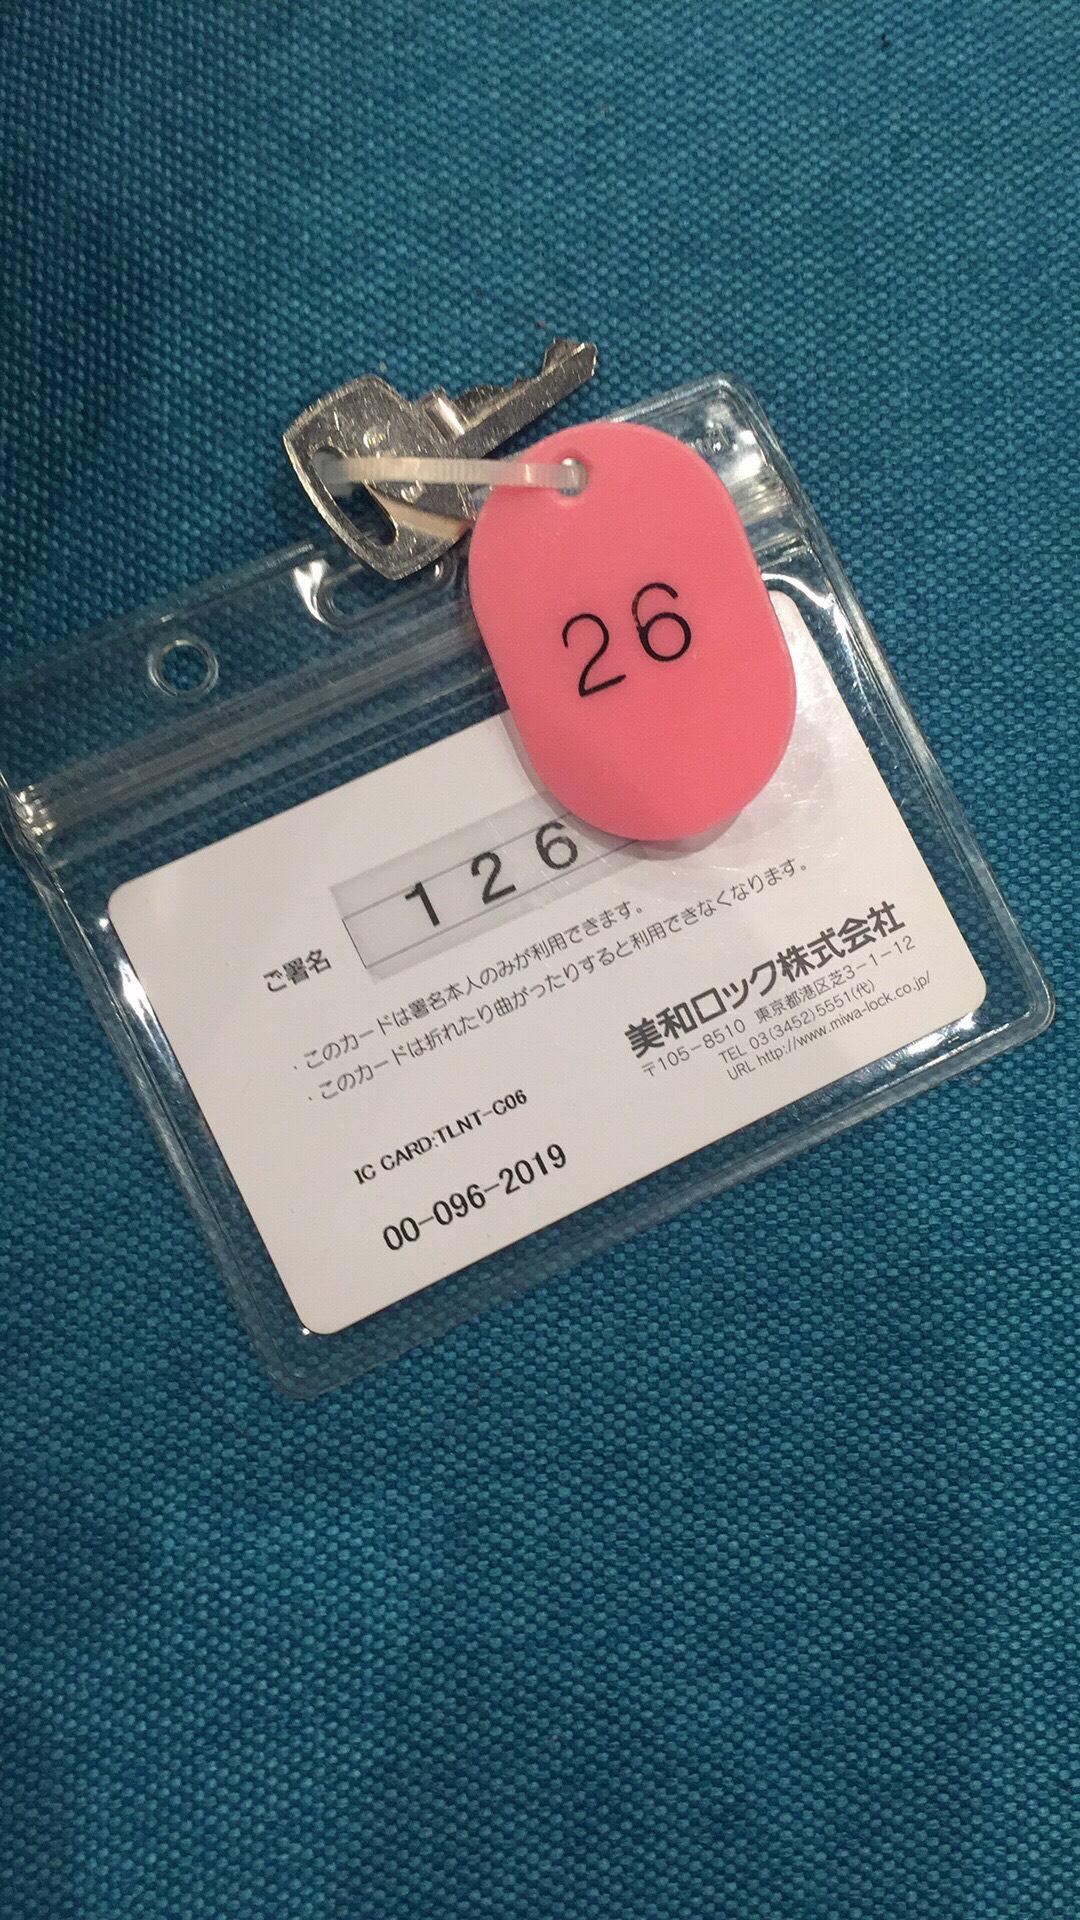 26
126
ご署名
・このカードは署名本人のみが利用できます。
・このカードは折れたり曲がったりすると利用できなくなります。
美和ロック株式会社
〒105-8510 東京都港区芝3-1-12
TEL 03(3452)5551(代)
URL http://www.miwa-lock.co.jp/
IC CARD:TLNT-C06
00-096-2019